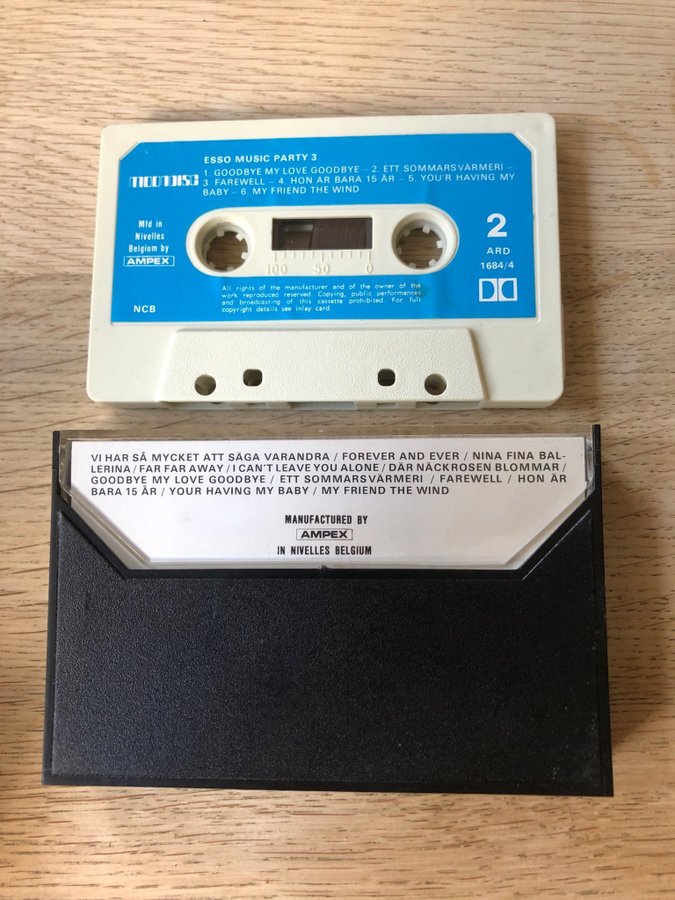 ESSO MUSIC PARTY 3
MOONDISC
1. GOODBYE MY LOVE GOODBYE – 2. ETT SOMMARSVÄRMERI –
3. FAREWELL – 4. HON ÄR BARA 15 ÅR – 5. YOU'R HAVING MY
BABY – 6. MY FRIEND THE WIND
Mfd in
Nivelles
Belgium by
AMPEX
NCB
100 50 0
2
ARD
1684/4
All rights of the manufacturer and of the owner of the
work reproduced reserved. Copying, public performances
and broadcasting of this cassette prohibited. For full
copyright details see inlay card.
VI HAR SÅ MYCKET ATT SÄGA VARANDRA / FOREVER AND EVER / NINA FINA BAL-
LERINA / FAR FAR AWAY / I CAN'T LEAVE YOU ALONE / DÄR NÄCKROSEN BLOMMAR /
GOODBYE MY LOVE GOODBYE / ETT SOMMARSVÄRMERI / FAREWELL / HON ÄR
BARA 15 ÅR / YOUR HAVING MY BABY / MY FRIEND THE WIND
MANUFACTURED BY
AMPEX
IN NIVELLES BELGIUM